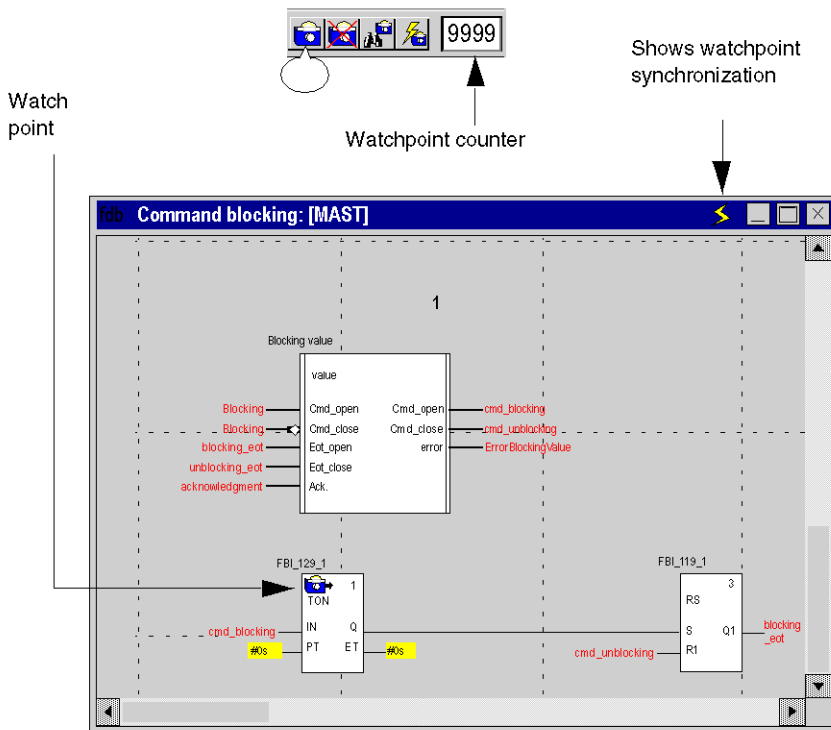 9999
Shows watchpoint
synchronization
Watch
point
Watchpoint counter
fdb Command blocking: [MAST]
1
Blocking value
value
Blocking Cmd_open Cmd_open cmd_blocking
Blocking Cmd_close Cmd_close cmd_unblocking
blocking_eot Eot_open error ErrorBlockingValue
unblocking_eot Eot_close
acknowledgment Ack.
FBI_129_1
1
TON
cmd_blocking IN Q
#0s PT ET #0s
FBI_119_1
3
RS
S Q1 blocking
_eot
cmd_unblocking R1